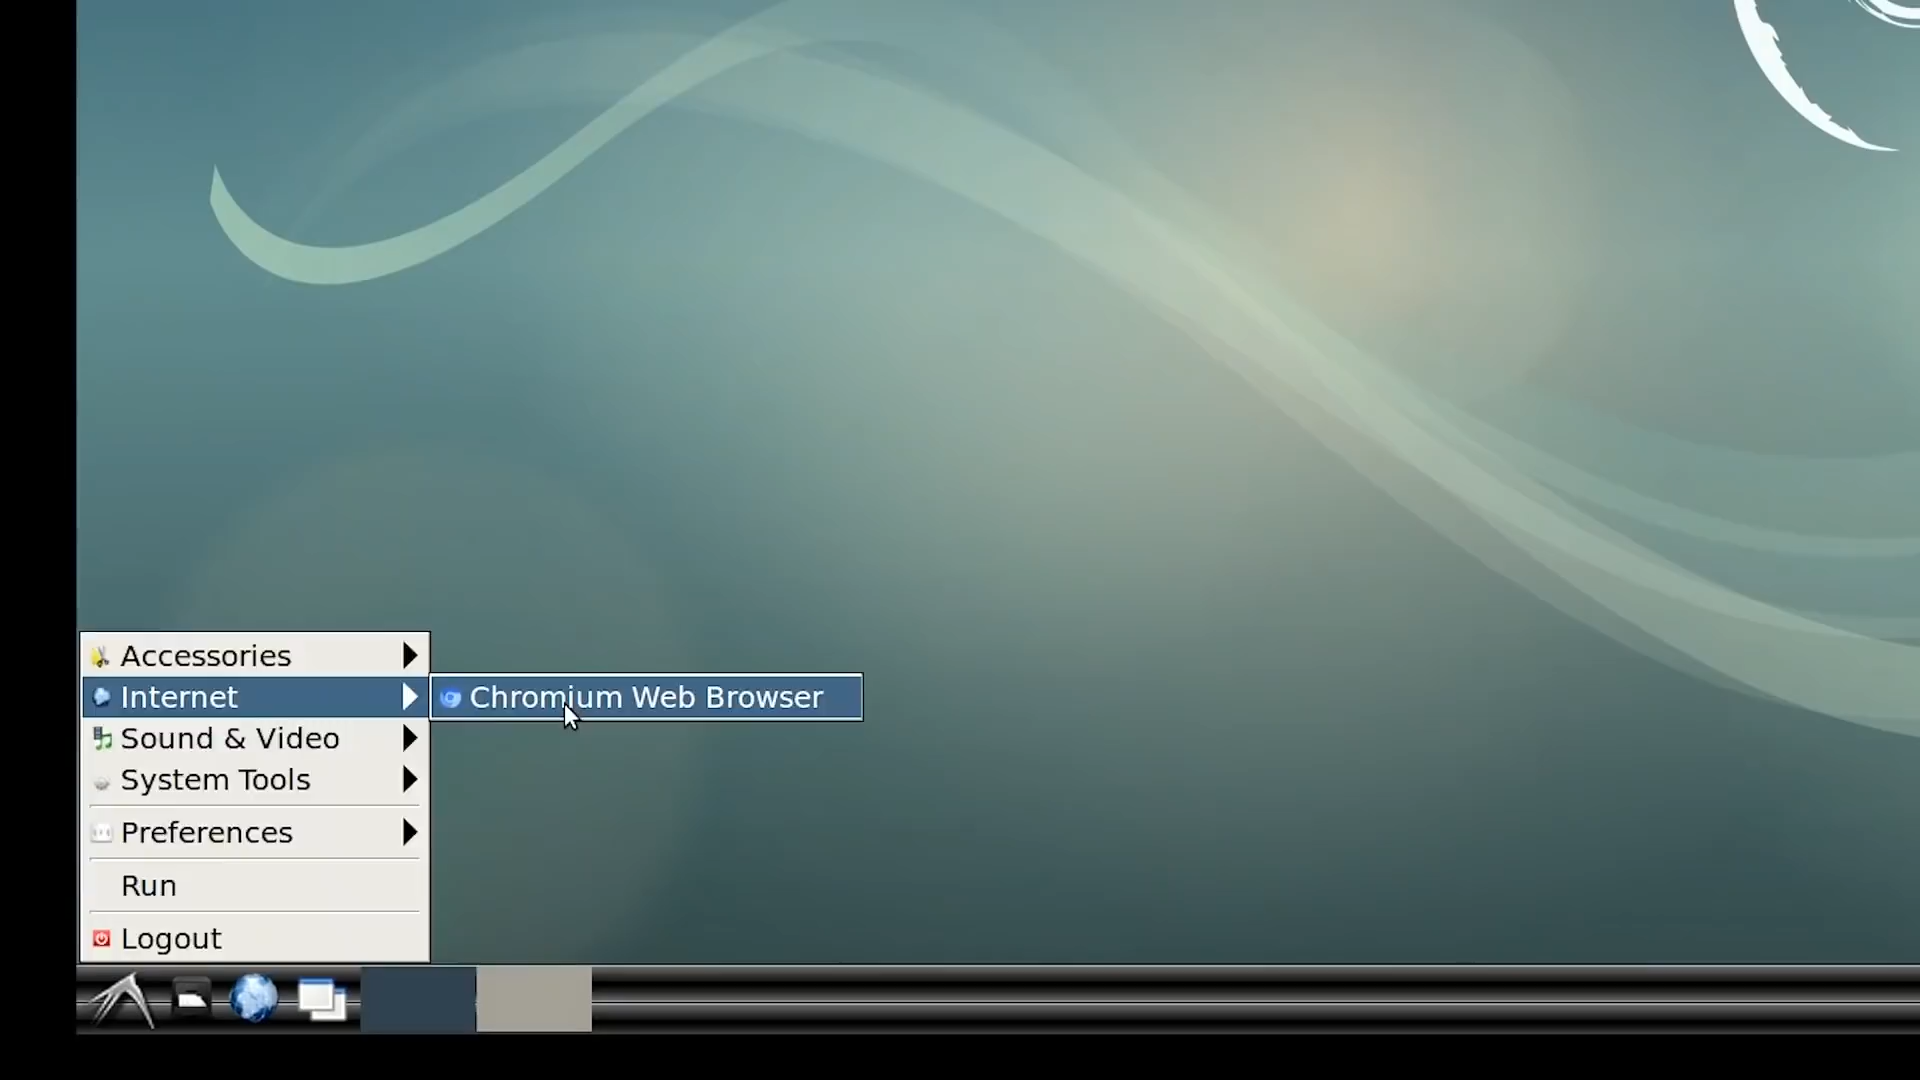 Accessories
Internet
Chromium Web Browser
Sound & Video
System Tools
Preferences
Run
Logout